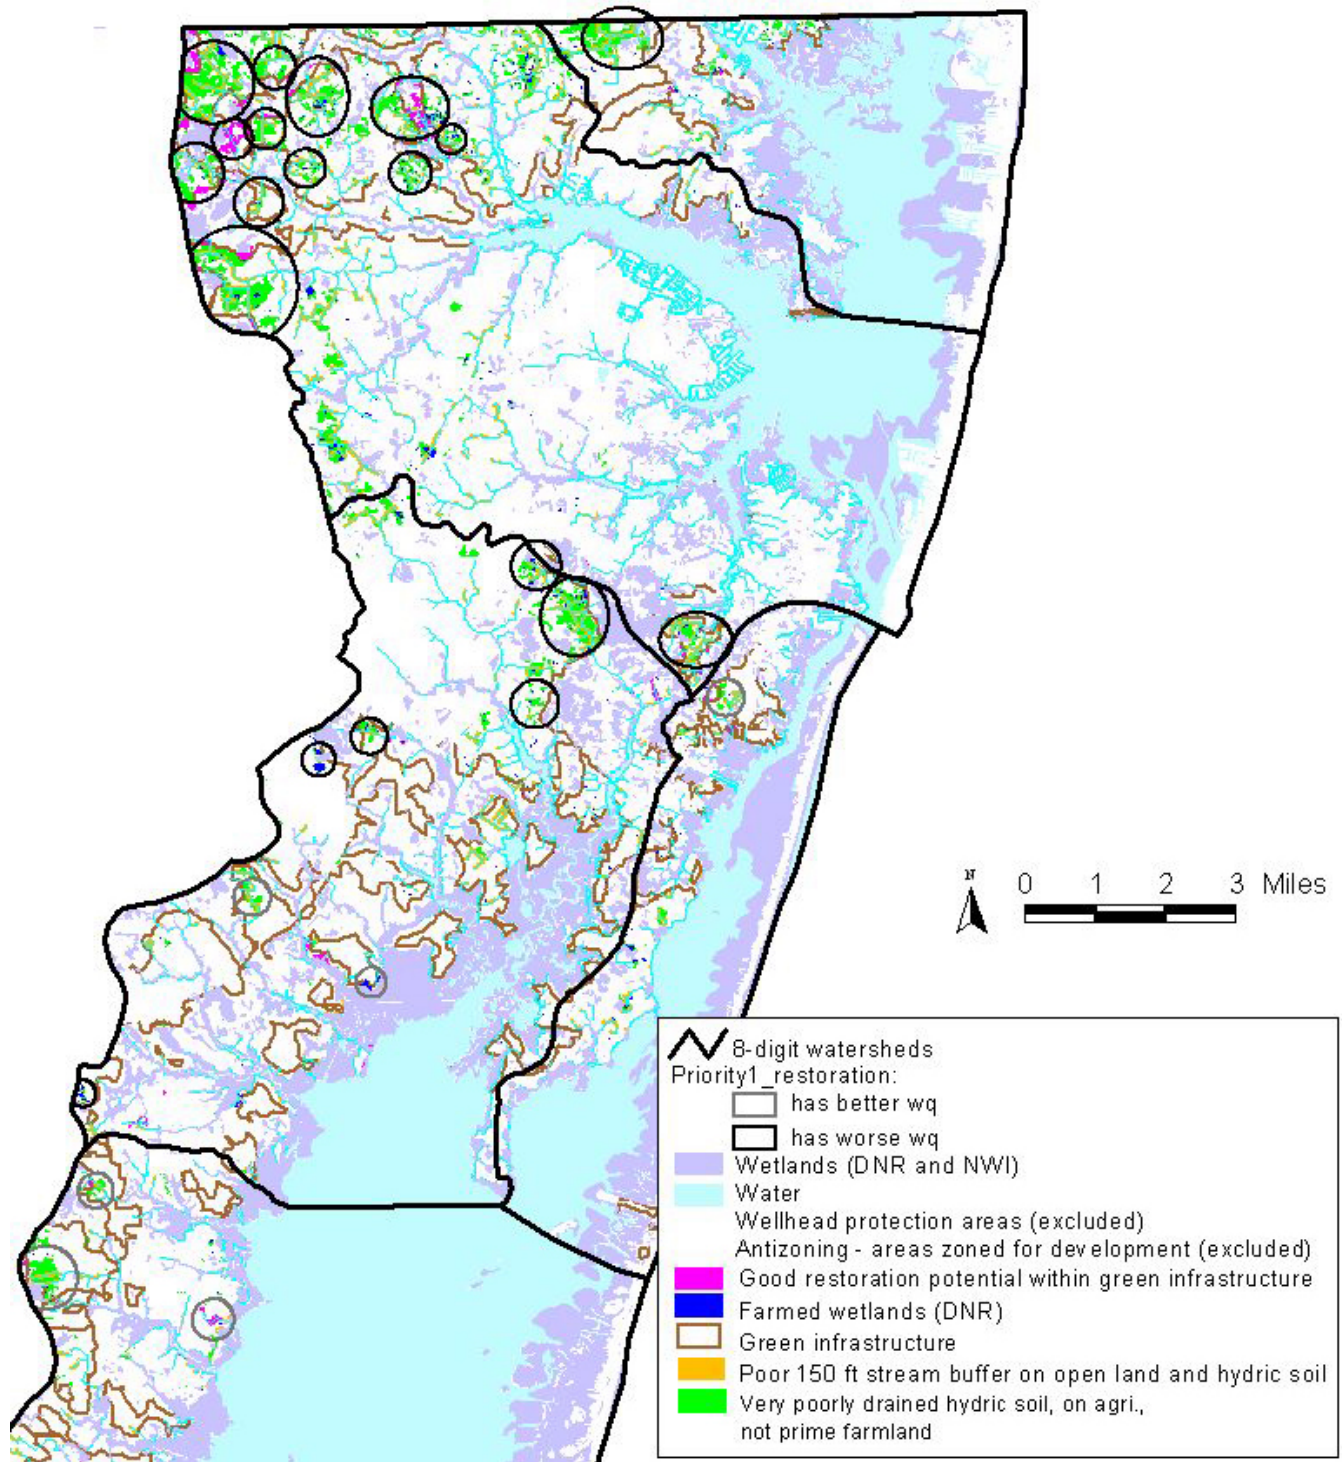 N
0 1 2 3 Miles
8-digit watersheds
Priority1_restoration:
has better wq
has worse wq
Wetlands (DNR and NWI)
Water
Wellhead protection areas (excluded)
Antizoning - areas zoned for development (excluded)
Good restoration potential within green infrastructure
Farmed wetlands (DNR)
Green infrastructure
Poor 150 ft stream buffer on open land and hydric soil
Very poorly drained hydric soil, on agri.,
not prime farmland